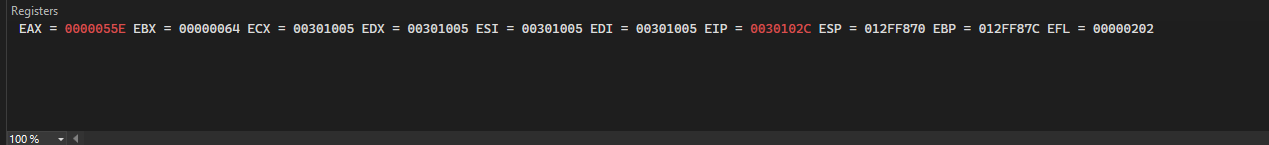 Registers
EAX = 0000055E EBX = 00000064 ECX = 00301005 EDX = 00301005 ESI = 00301005 EDI = 00301005 EIP = 0030102C ESP = 012FF870 EBP = 012FF87C EFL = 00000202
100 %